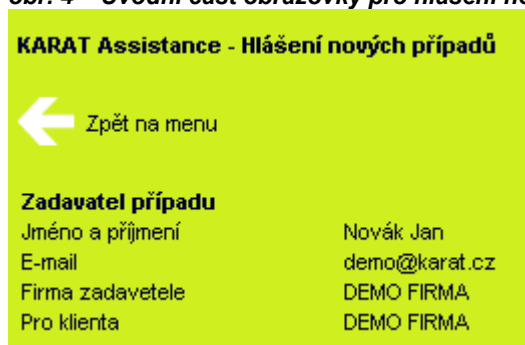 KARAT Assistance - Hlášení nových případů
Zpět na menu
Zadavatel případu
Jméno a příjmení Novák Jan
E-mail demo@karat.cz
Firma zadavetele DEMO FIRMA
Pro klienta DEMO FIRMA